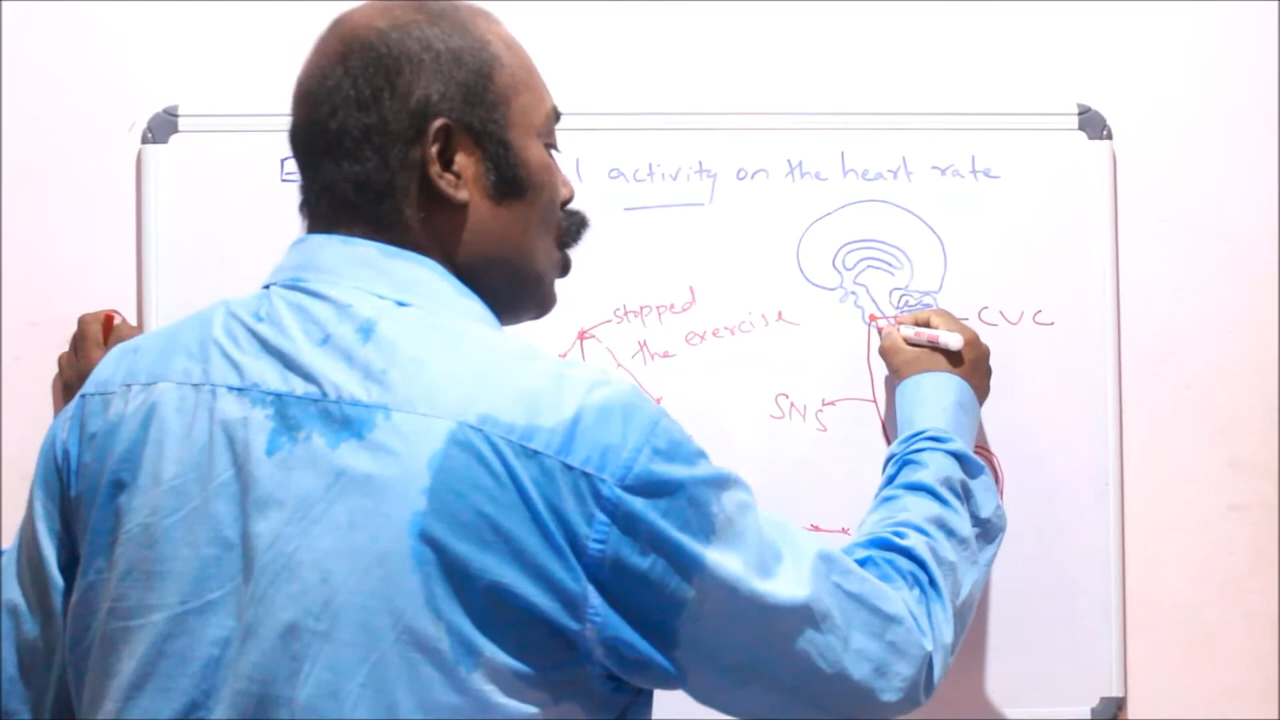 activity on the heart rate
stopped
the exercise
CVC
SNS